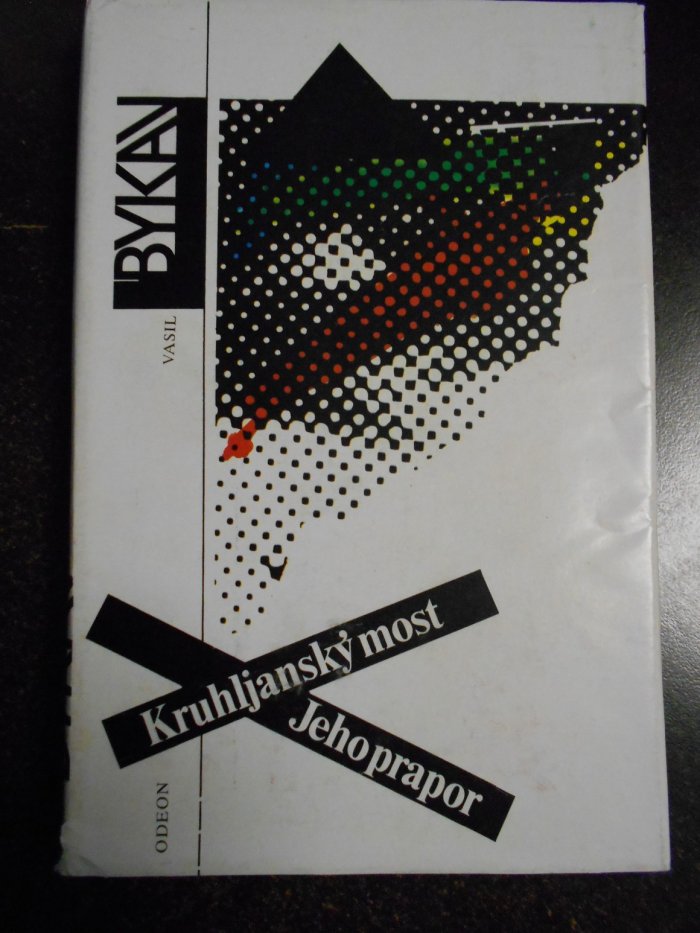 VASIL
BYKAV
Kruhljanský most
Jeho prapor
ODEON